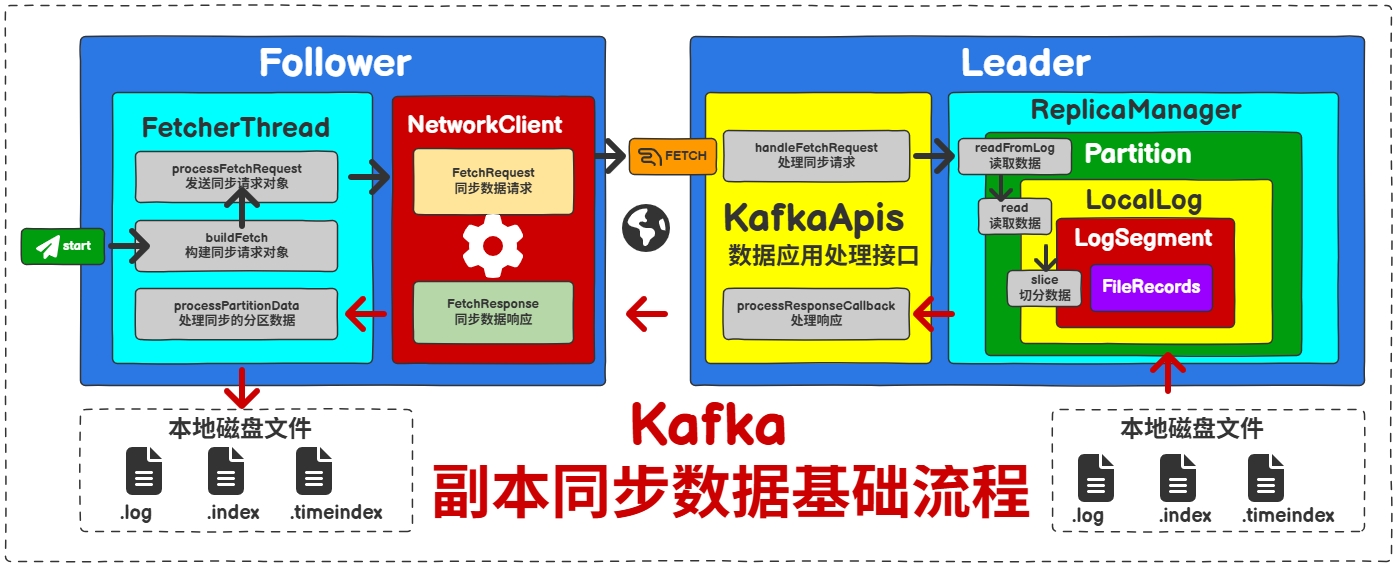 Follower
FetcherThread
processFetchRequest
发送同步请求对象
start
buildFetch
构建同步请求对象
processPartitionData
处理同步的分区数据
NetworkClient
FetchRequest
同步数据请求
FetchResponse
同步数据响应
FETCH
Leader
handleFetchRequest
处理同步请求
KafkaApis
数据应用处理接口
processResponseCallback
处理响应
ReplicaManager
readFromLog
读取数据
Partition
read
读取数据
LocalLog
LogSegment
slice
切分数据
FileRecords
本地磁盘文件
.log .index .timeindex
Kafka
副本同步数据基础流程
本地磁盘文件
.log .index .timeindex